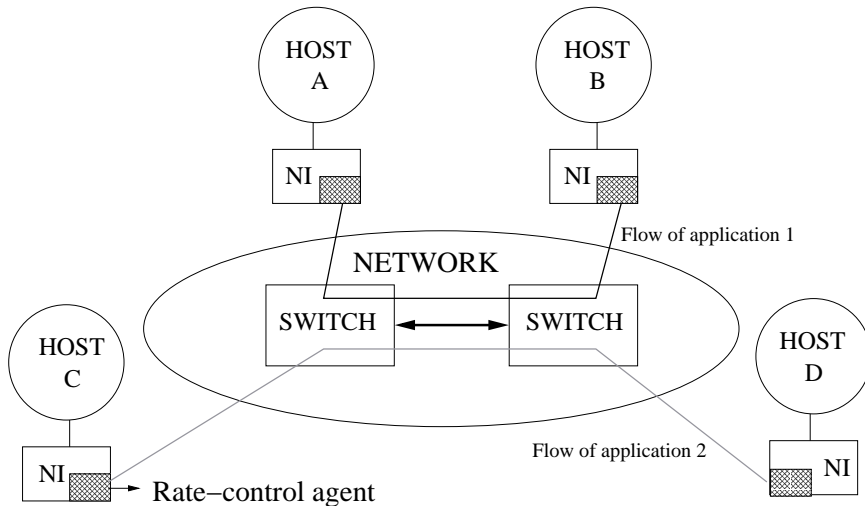 HOST
A
HOST
B
NI
NI
Flow of application 1
NETWORK
SWITCH
SWITCH
HOST
C
HOST
D
Flow of application 2
NI
NI
Rate−control agent